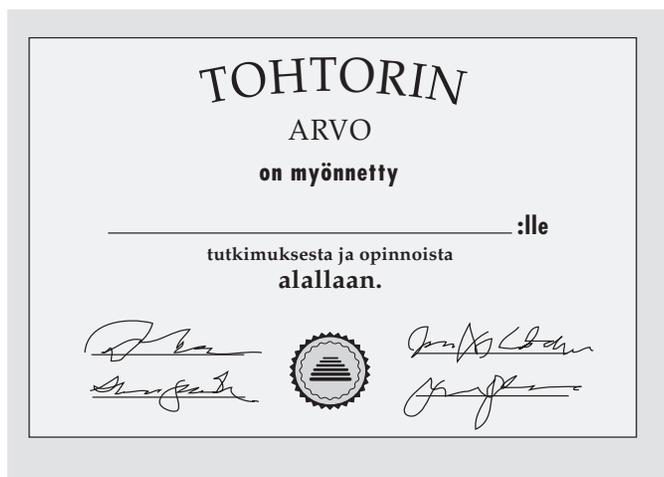 TOHTORIN
ARVO
on myönnetty
:lle
tutkimuksesta ja opinnoista
alallaan.